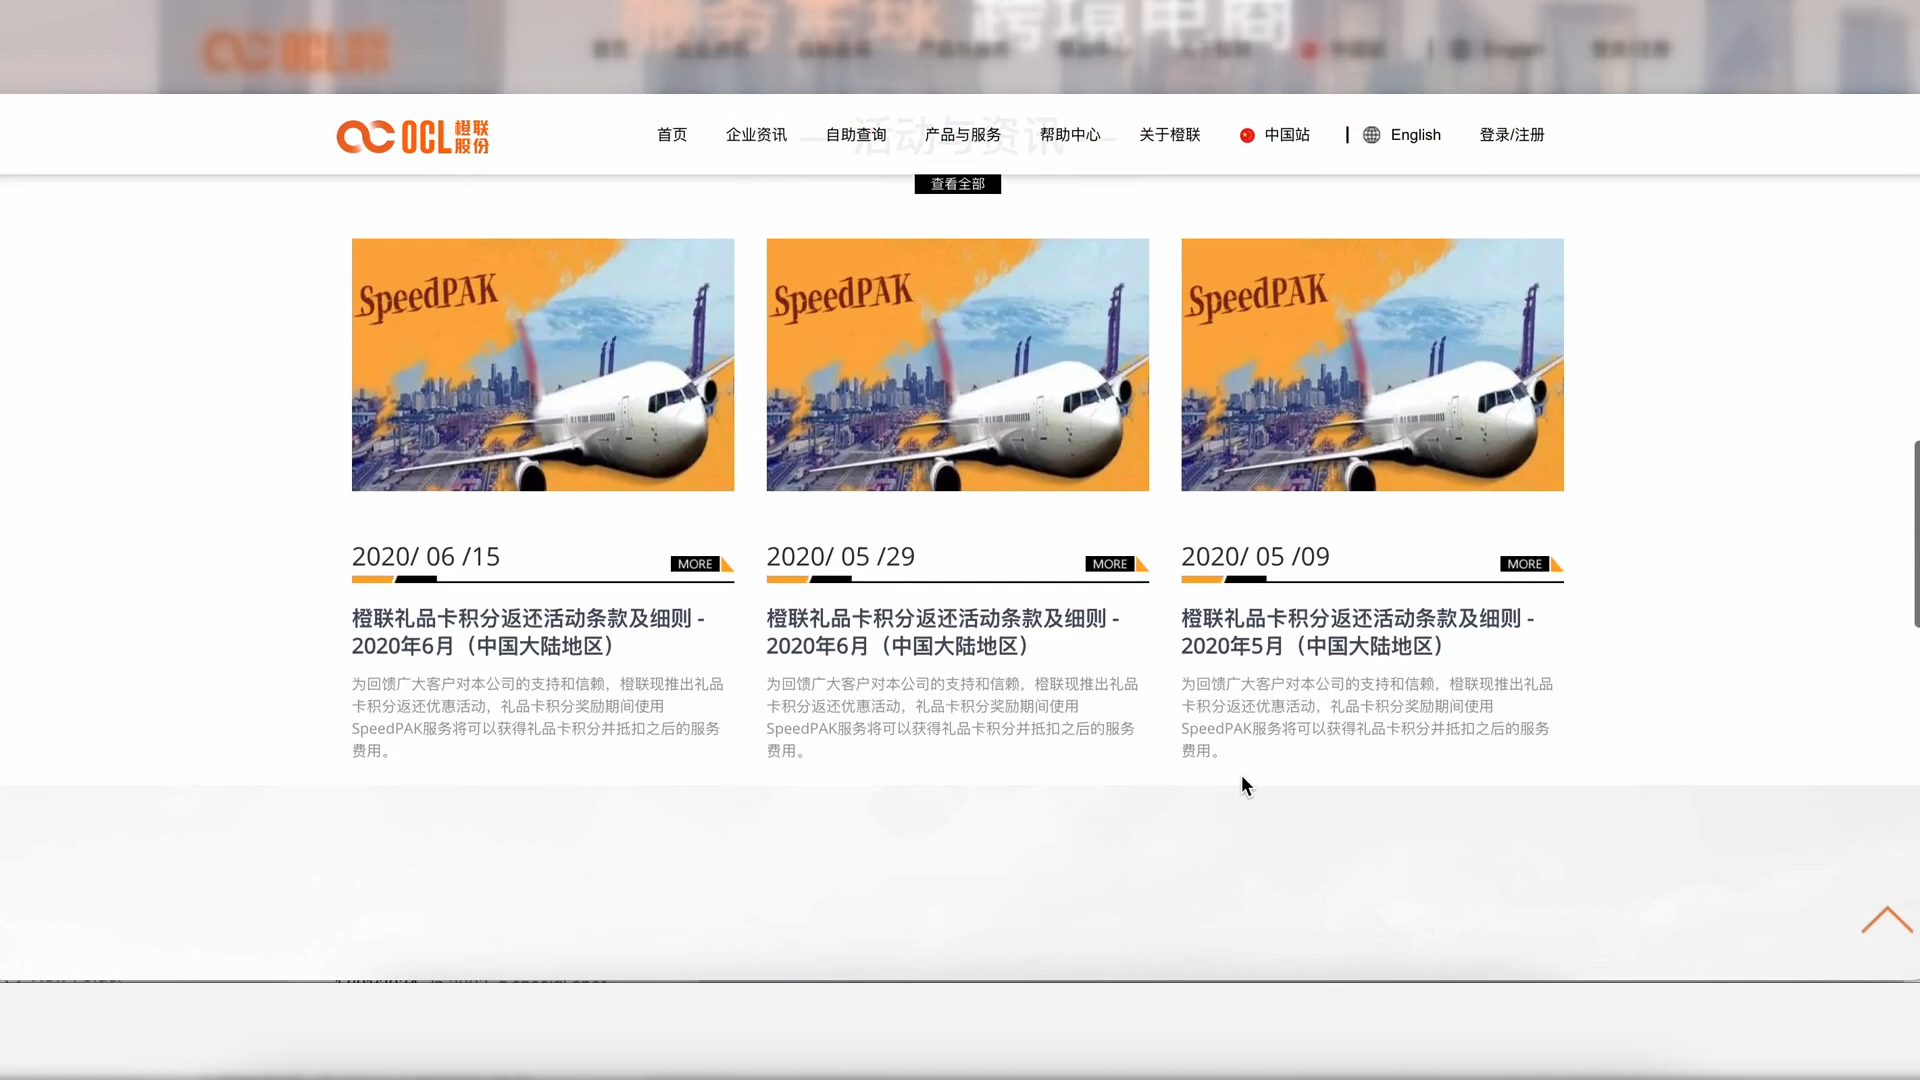 服务全球 跨境电商
OCL 橙联股份
首页 企业资讯 自助查询 产品与服务 帮助中心 关于橙联 中国站 | English 登录/注册
活动与资讯
查看全部
SpeedPAK SpeedPAK SpeedPAK
2020/ 06 /15 MORE
橙联礼品卡积分返还活动条款及细则 -
2020年6月（中国大陆地区）
为回馈广大客户对本公司的支持和信赖，橙联现推出礼品
卡积分返还优惠活动，礼品卡积分奖励期间使用
SpeedPAK服务将可以获得礼品卡积分并抵扣之后的服务
费用。
2020/ 05 /29 MORE
橙联礼品卡积分返还活动条款及细则 -
2020年6月（中国大陆地区）
为回馈广大客户对本公司的支持和信赖，橙联现推出礼品
卡积分返还优惠活动，礼品卡积分奖励期间使用
SpeedPAK服务将可以获得礼品卡积分并抵扣之后的服务
费用。
2020/ 05 /09 MORE
橙联礼品卡积分返还活动条款及细则 -
2020年5月（中国大陆地区）
为回馈广大客户对本公司的支持和信赖，橙联现推出礼品
卡积分返还优惠活动，礼品卡积分奖励期间使用
SpeedPAK服务将可以获得礼品卡积分并抵扣之后的服务
费用。